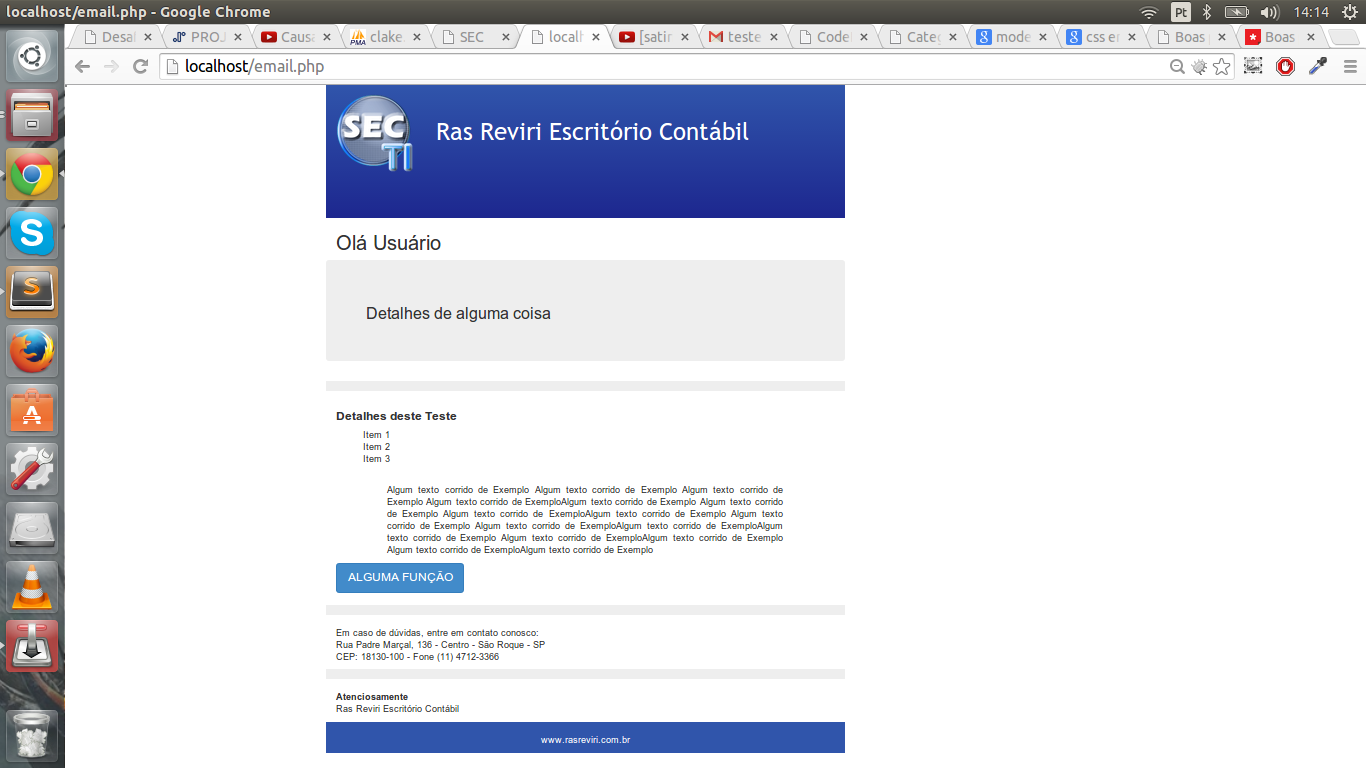 localhost/email.php - Google Chrome
Pt
14:14
Desal
PROJ
Causa
PMA
clake.
SEC
localh
[satir
teste
Code
Categ
mode
css er
Boas
Boas
localhost/email.php
SEC
TI
Ras Reviri Escritório Contábil
Olá Usuário
Detalhes de alguma coisa
Detalhes deste Teste
Item 1
Item 2
Item 3
Algum texto corrido de Exemplo Algum texto corrido de Exemplo Algum texto corrido de
Exemplo Algum texto corrido de ExemploAlgum texto corrido de Exemplo Algum texto corrido
de Exemplo Algum texto corrido de ExemploAlgum texto corrido de Exemplo Algum texto
corrido de Exemplo Algum texto corrido de ExemploAlgum texto corrido de ExemploAlgum
texto corrido de Exemplo Algum texto corrido de ExemploAlgum texto corrido de Exemplo
Algum texto corrido de ExemploAlgum texto corrido de Exemplo
ALGUMA FUNÇÃO
Em caso de dúvidas, entre em contato conosco:
Rua Padre Marçal, 136 - Centro - São Roque - SP
CEP: 18130-100 - Fone (11) 4712-3366
Atenciosamente
Ras Reviri Escritório Contábil
www.rasreviri.com.br